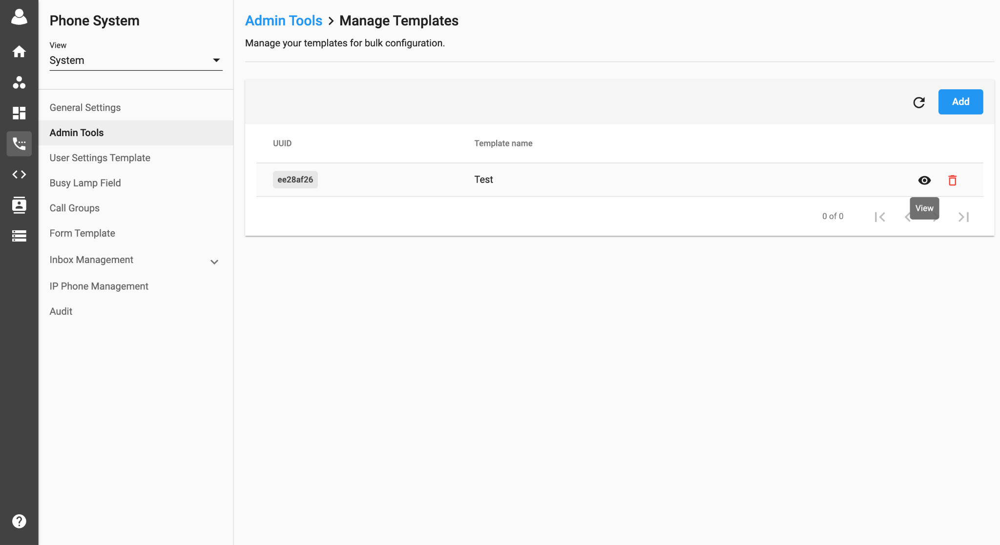 Phone System
View
System
General Settings
Admin Tools
User Settings Template
Busy Lamp Field
Call Groups
Form Template
Inbox Management
IP Phone Management
Audit
Admin Tools > Manage Templates
Manage your templates for bulk configuration.
Add
UUID Template name
ee28af26 Test
View
0 of 0